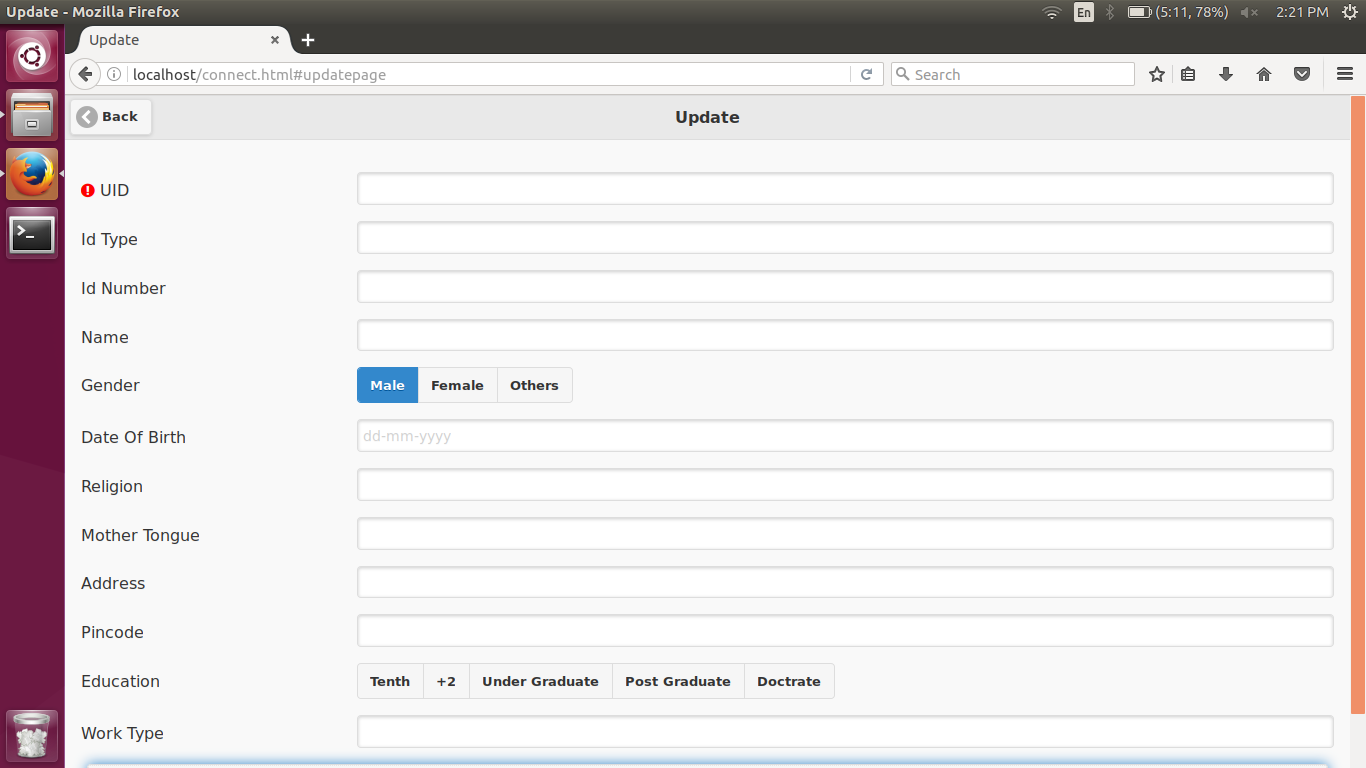 Update - Mozilla Firefox
En
(5:11, 78%)
2:21 PM
Update
localhost/connect.html#updatepage
Search
Back
Update
UID
Id Type
Id Number
Name
Gender Male Female Others
Date Of Birth dd-mm-yyyy
Religion
Mother Tongue
Address
Pincode
Education Tenth +2 Under Graduate Post Graduate Doctrate
Work Type